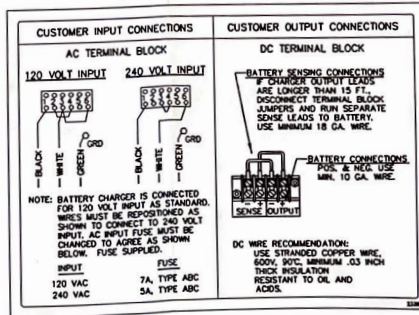 CUSTOMER INPUT CONNECTIONS
AC TERMINAL BLOCK
120 VOLT INPUT
240 VOLT INPUT
BLACK
WHITE
GREEN
GRD
BLACK
WHITE
GREEN
GRD
NOTE: BATTERY CHARGER IS CONNECTED
FOR 120 VOLT INPUT AS STANDARD.
WIRES MUST BE REPOSITIONED AS
SHOWN TO CONNECT TO 240 VOLT
INPUT. AC INPUT FUSE MUST BE
CHANGED TO AGREE AS SHOWN
BELOW. FUSE SUPPLIED.
INPUT FUSE
120 VAC 7A, TYPE ABC
240 VAC 5A, TYPE ABC
CUSTOMER OUTPUT CONNECTIONS
DC TERMINAL BLOCK
BATTERY SENSING CONNECTIONS
IF CHARGER OUTPUT LEADS
ARE LONGER THAN 15 FT.,
DISCONNECT TERMINAL BLOCK
JUMPERS AND RUN SEPARATE
SENSE LEADS TO BATTERY.
USE MINIMUM 18 GA. WIRE.
BATTERY CONNECTIONS
POS. & NEG. USE
MIN. 10 GA. WIRE.
- + - +
SENSE OUTPUT
DC WIRE RECOMMENDATION:
USE STRANDED COPPER WIRE,
600V, 90°C, MINIMUM .03 INCH
THICK INSULATION
RESISTANT TO OIL AND
ACIDS.